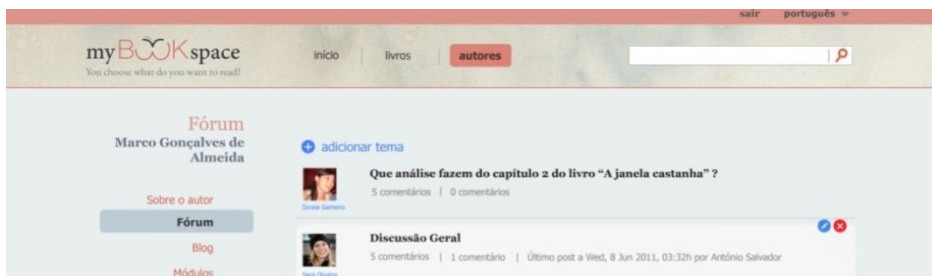 sair português
myBOOKspace
You choose what do you want to read!
início livros autores
Fórum
Marco Gonçalves de
Almeida
Sobre o autor
Fórum
Blog
Módulos
adicionar tema
Que análise fazem do capítulo 2 do livro “A janela castanha” ?
5 comentários | 0 comentários
Discussão Geral
5 comentários | 1 comentário | Último post a Wed, 8 Jun 2011, 03:32h por António Salvador
Sara Oliveira